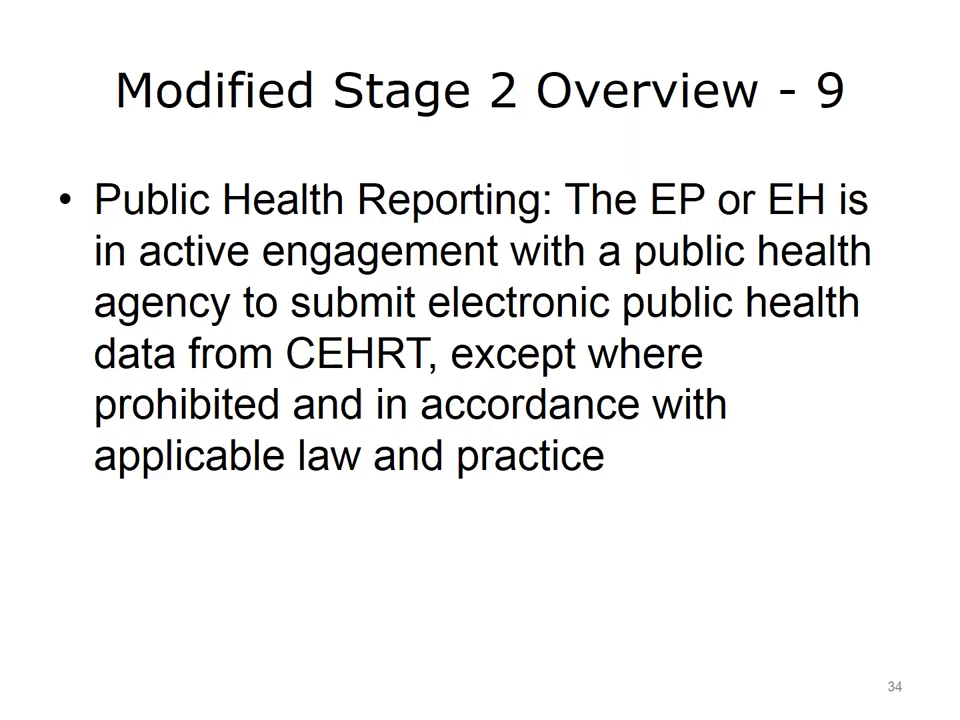 Modified Stage 2 Overview - 9
• Public Health Reporting: The EP or EH is
in active engagement with a public health
agency to submit electronic public health
data from CEHRT, except where
prohibited and in accordance with
applicable law and practice
34